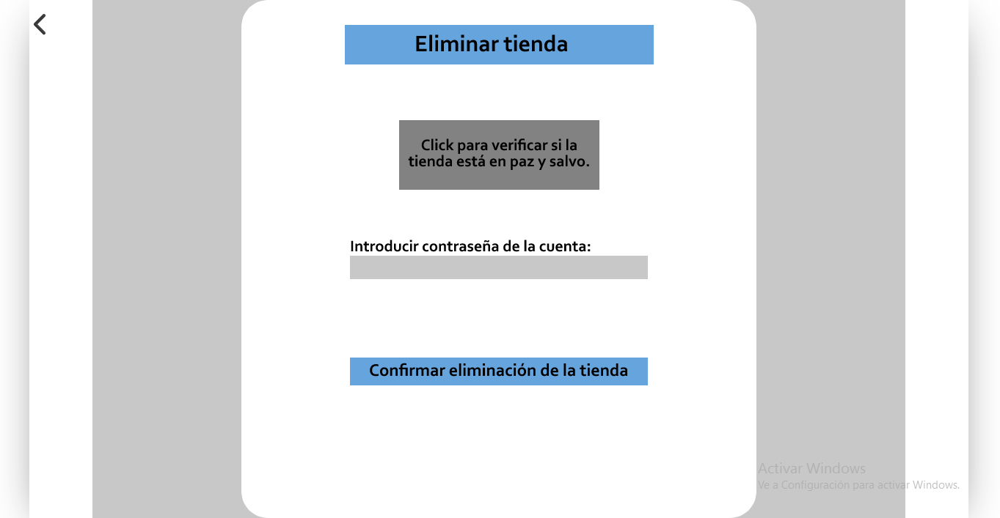 Eliminar tienda
Click para verificar si la
tienda está en paz y salvo.
Introducir contraseña de la cuenta:
Confirmar eliminación de la tienda
Activar Windows
Ve a Configuración para activar Windows.